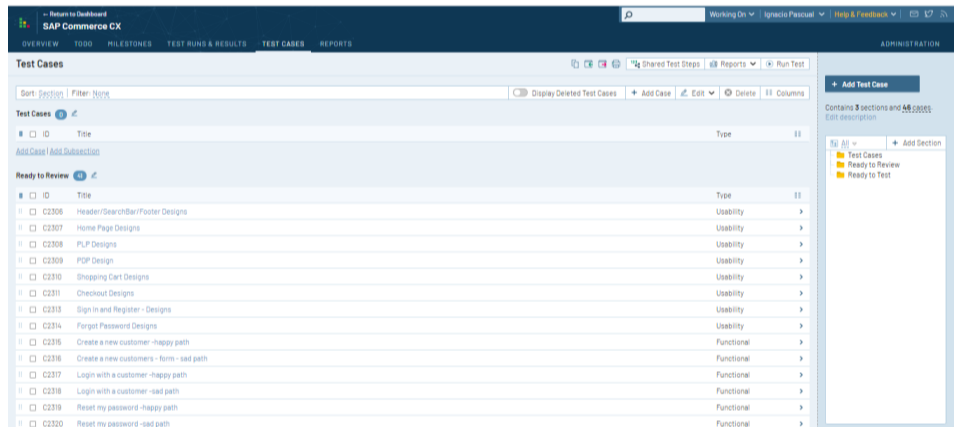 ← Return to Dashboard
SAP Commerce CX
Working On
Ignacio Pascual
Help & Feedback
OVERVIEW TODO MILESTONES TEST RUNS & RESULTS TEST CASES REPORTS ADMINISTRATION
Test Cases
Shared Test Steps Reports Run Test
Sort: Section | Filter: None
Display Deleted Test Cases + Add Case Edit Delete Columns
Test Cases 0
ID Title Type
Add Case | Add Subsection
Ready to Review
ID Title Type
C2306 Header/SearchBar/Footer Designs Usability
C2307 Home Page Designs Usability
C2308 PLP Designs Usability
C2309 PDP Design Usability
C2310 Shopping Cart Designs Usability
C2311 Checkout Designs Usability
C2313 Sign in and Register - Designs Usability
C2314 Forgot Password Designs Usability
C2315 Create a new customer -happy path Functional
C2316 Create a new customers - form - sad path Functional
C2317 Login with a customer -happy path Functional
C2318 Login with a customer -sad path Functional
C2319 Reset my password -happy path Functional
C2320 Reset my password -sad path Functional
+ Add Test Case
Contains 3 sections and 46 cases.
Edit description
All + Add Section
Test Cases
Ready to Review
Ready to Test